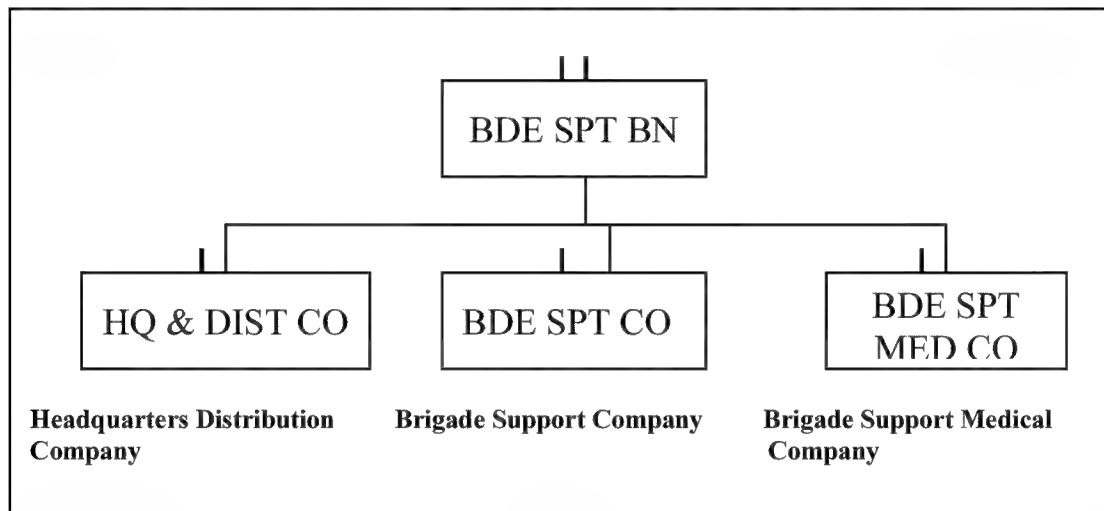 BDE SPT BN
HQ & DIST CO
BDE SPT CO
BDE SPT
MED CO
Headquarters Distribution
Company
Brigade Support Company
Brigade Support Medical
Company